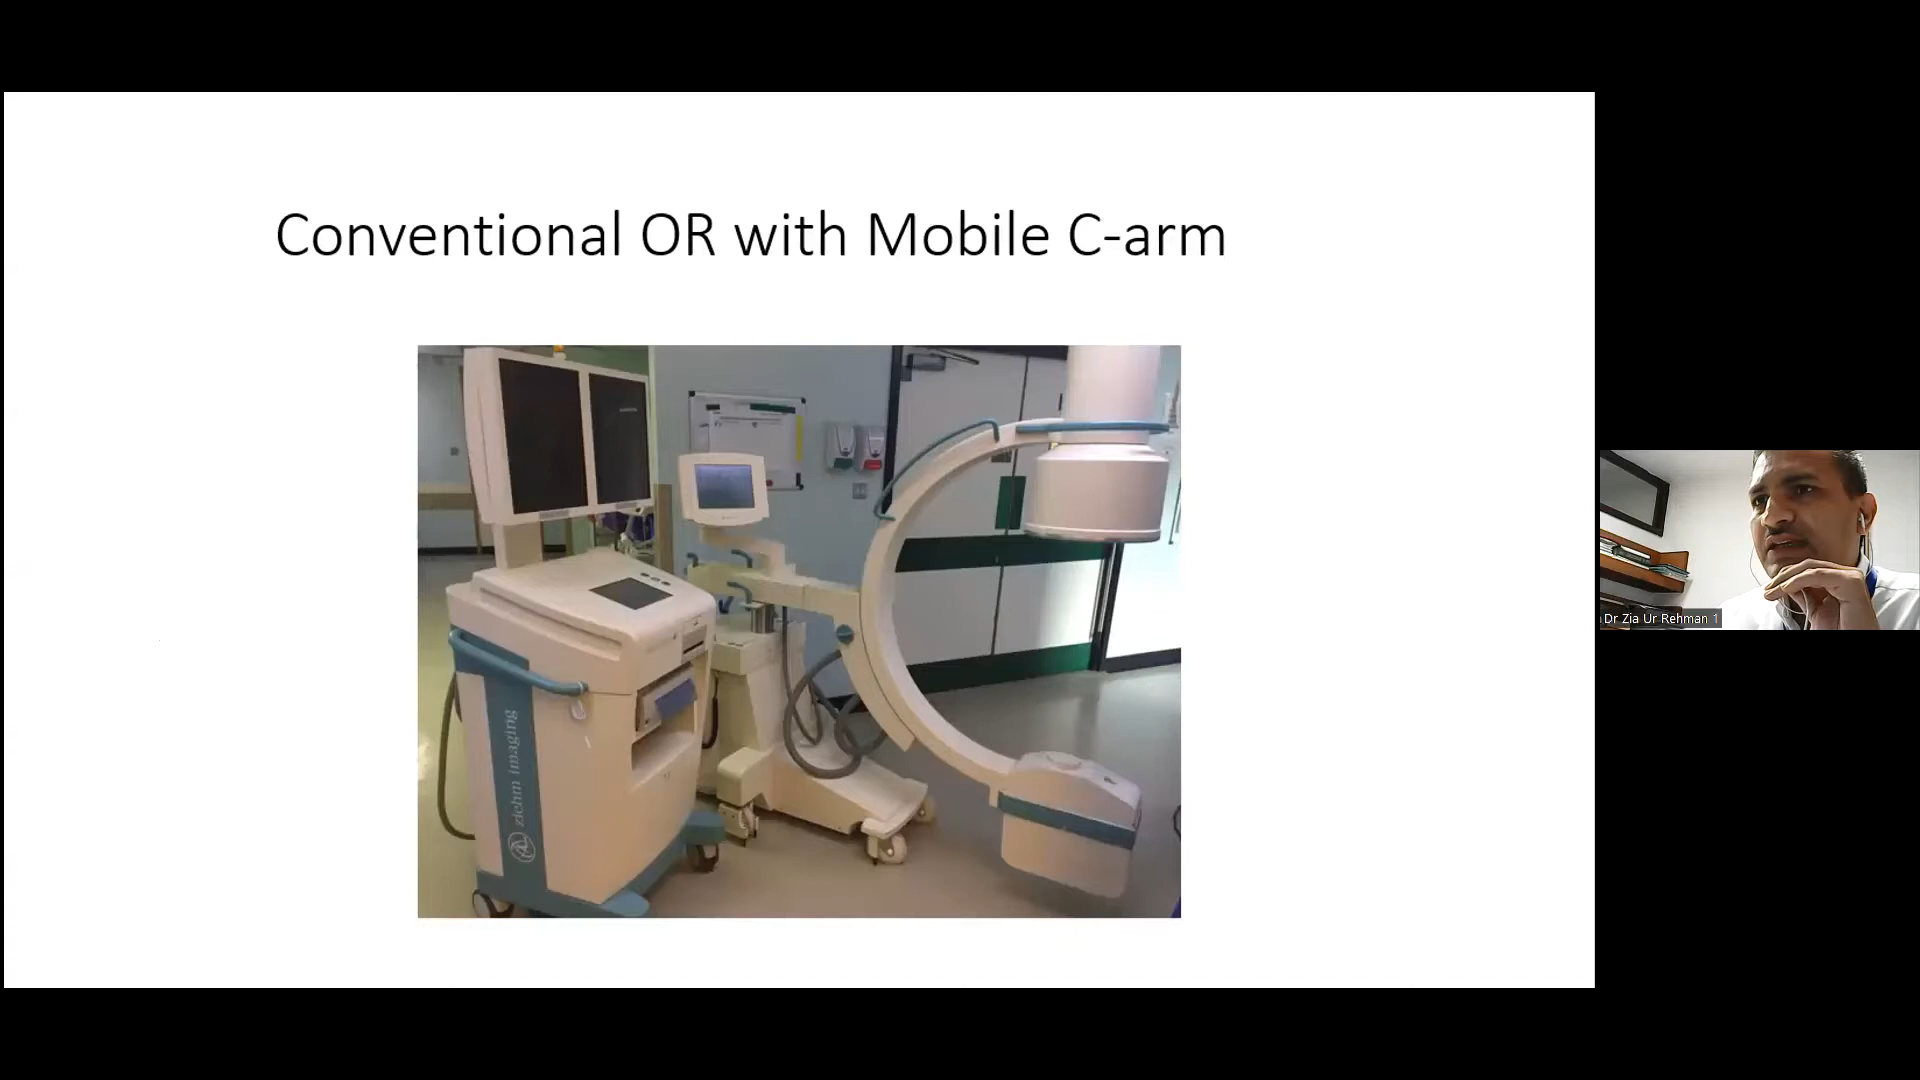 Conventional OR with Mobile C-arm
ziehm imaging
Dr Zia Ur Rehman 1